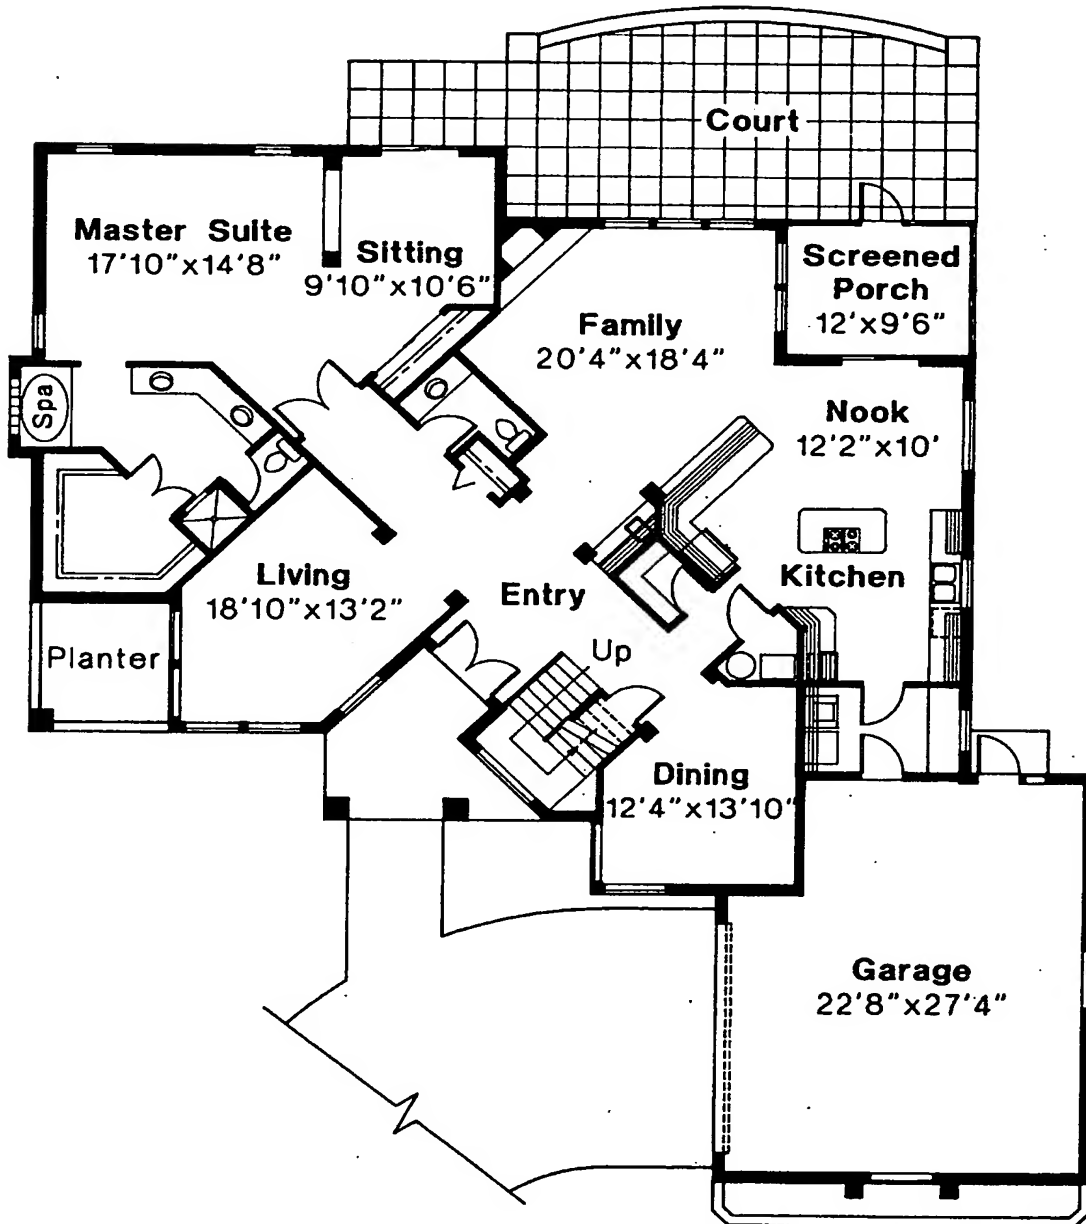 Court
Master Suite
17'10"x14'8"
Sitting
9'10"x10'6"
Screened
Porch
12'x9'6"
Family
20'4"x18'4"
Spa
Nook
12'2"x10'
Living
18'10"x13'2"
Entry
Kitchen
Planter
Up
Dining
12'4"x13'10"
Garage
22'8"x27'4"